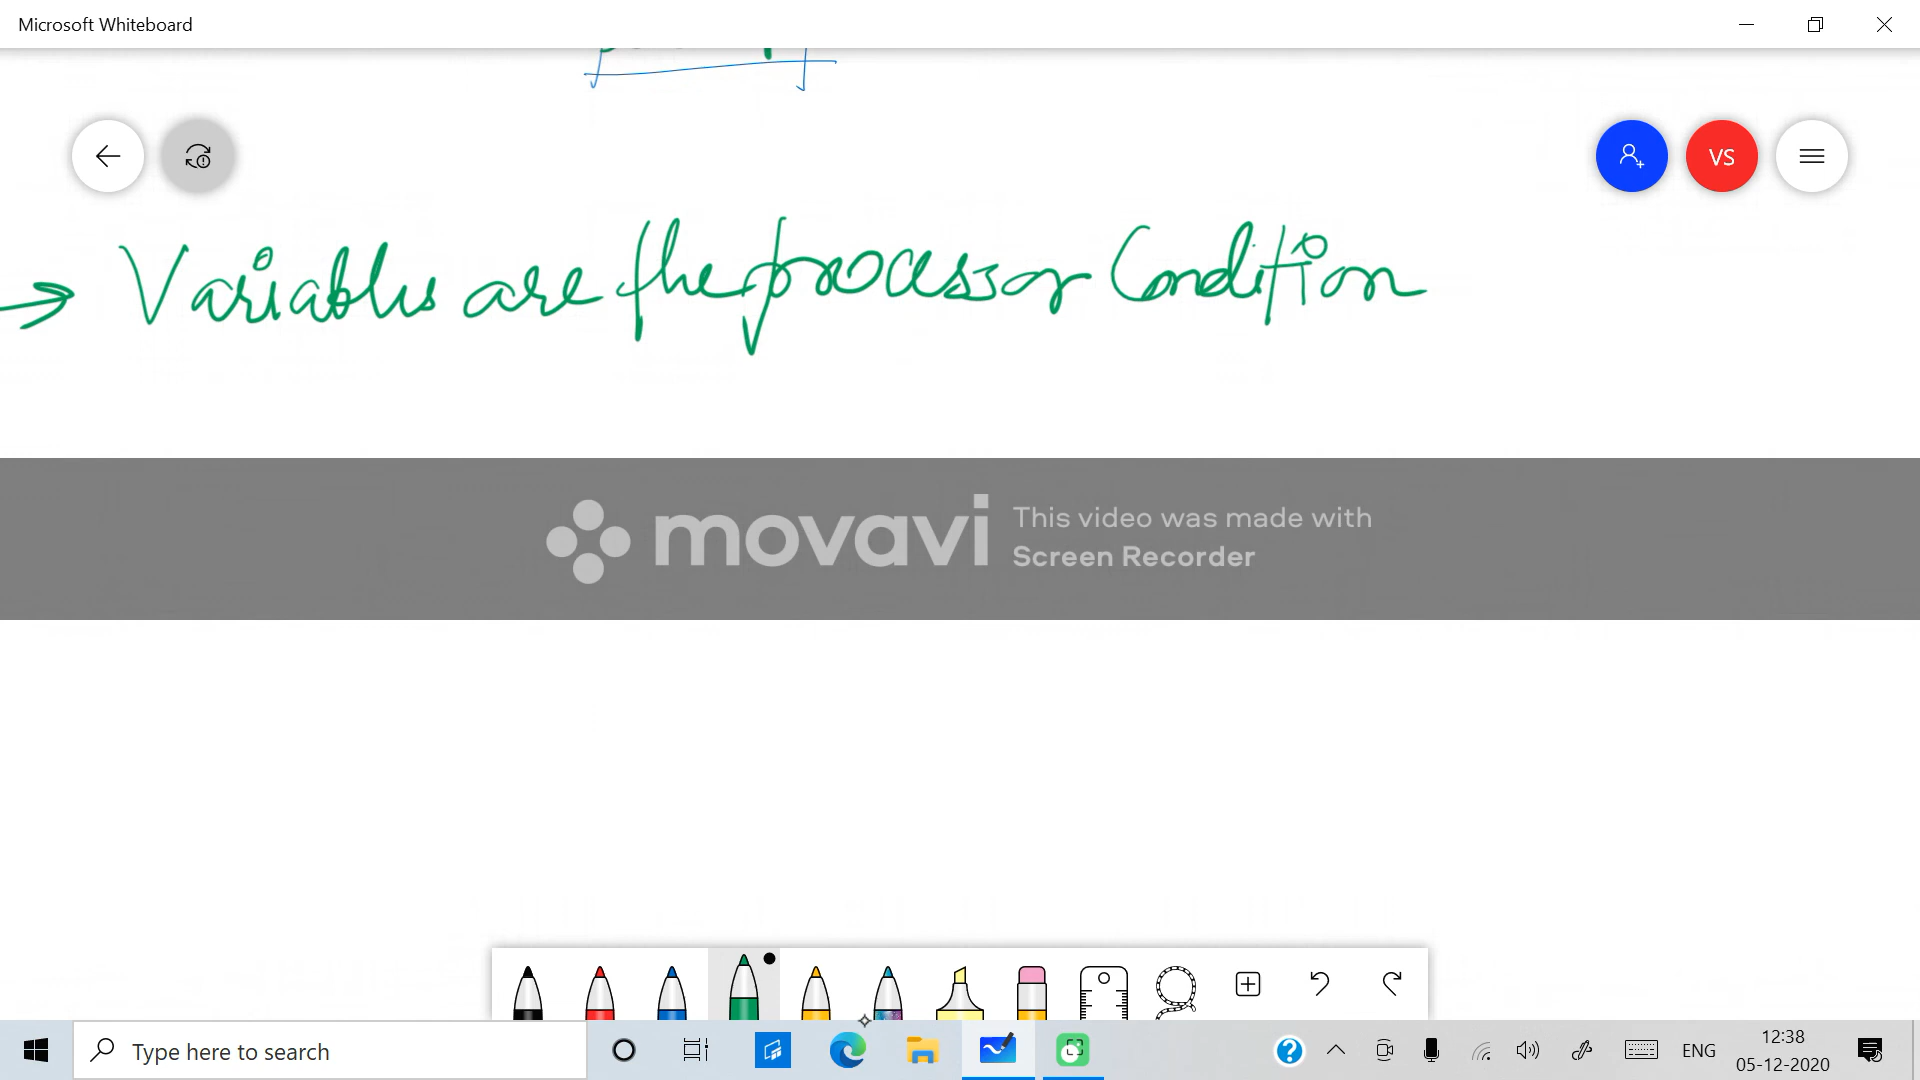 Microsoft Whiteboard
VS
→ Variables are the processor Condition
movavi
This video was made with
Screen Recorder
Type here to search
ENG
12:38
05-12-2020